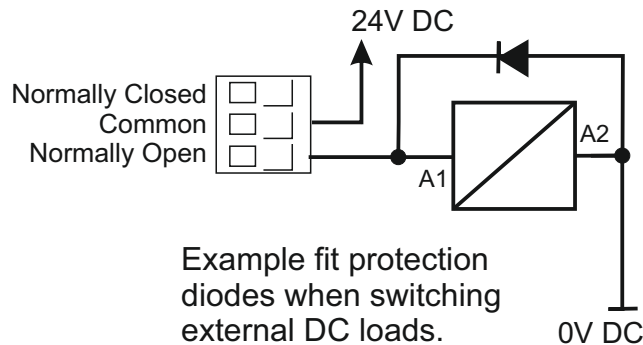 24V DC
Normally Closed
Common
Normally Open
A1
A2
Example fit protection
diodes when switching
external DC loads.
0V DC